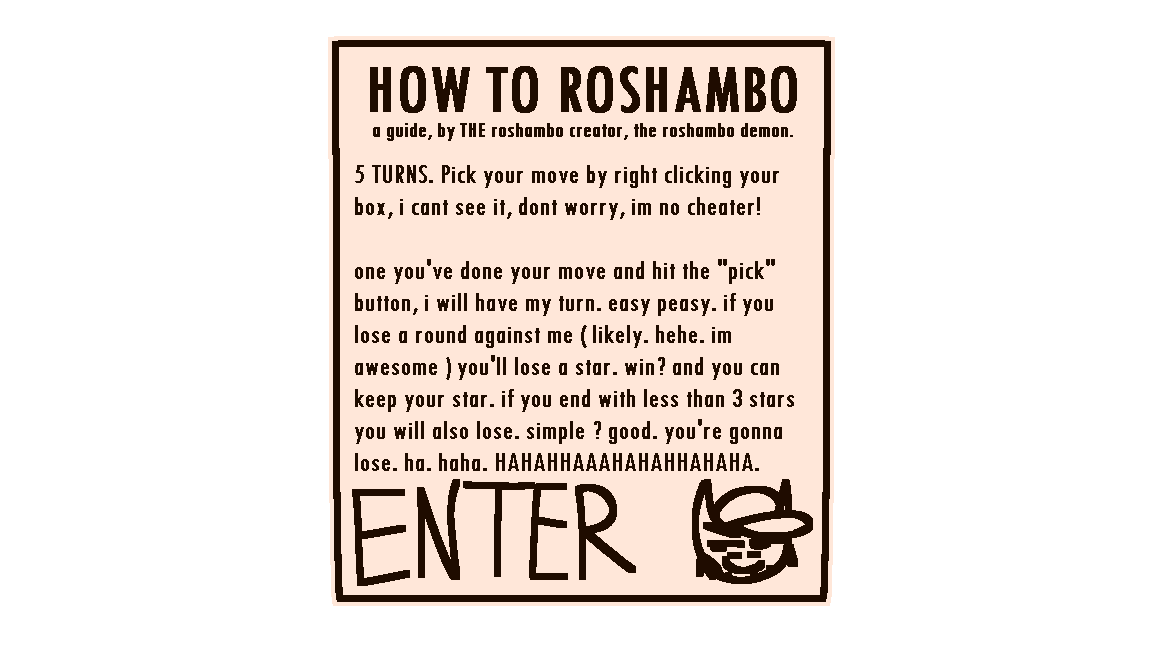 HOW TO ROSHAMBO
a guide, by THE roshambo creator, the roshambo demon.
5 TURNS. Pick your move by right clicking your
box, i cant see it, dont worry, im no cheater!
one you've done your move and hit the "pick"
button, i will have my turn. easy peasy. if you
lose a round against me ( likely. hehe. im
awesome ) you'll lose a star. win? and you can
keep your star. if you end with less than 3 stars
you will also lose. simple ? good. you're gonna
lose. ha. haha. HAHAHHAAAHAHAHHAHAHA.
ENTER